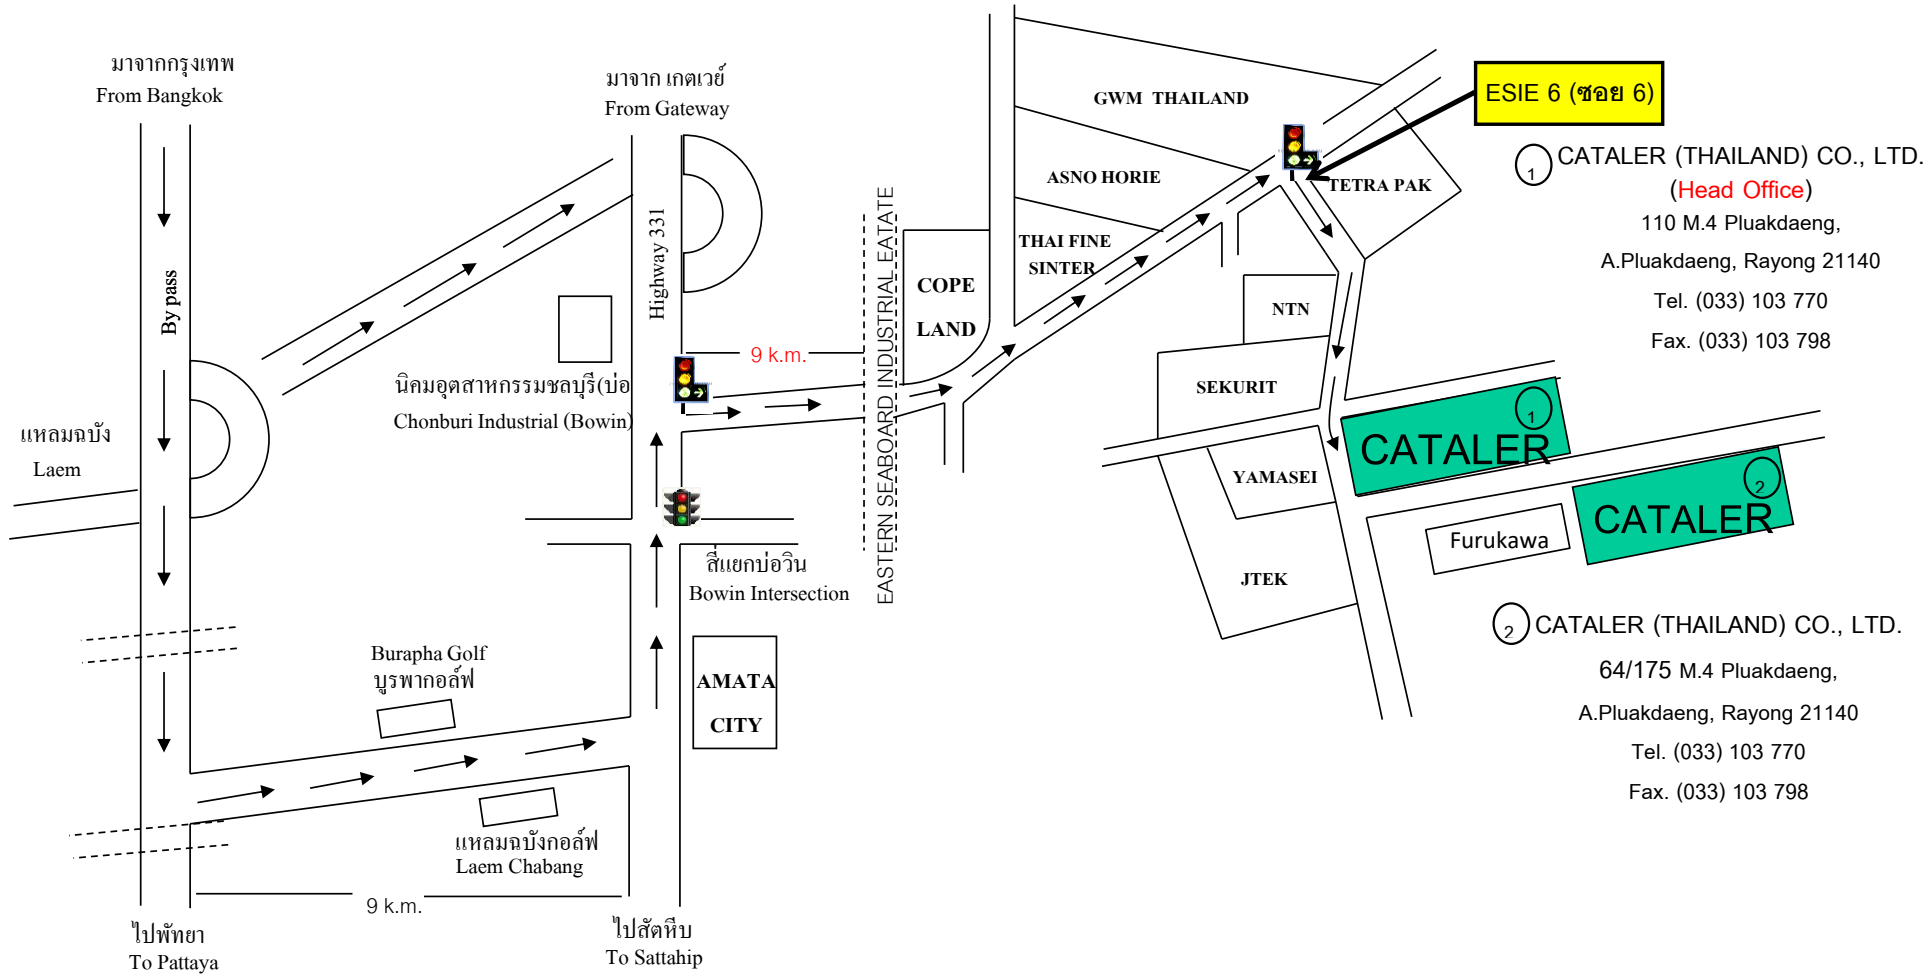 มาจากกรุงเทพ
From Bangkok
มาจาก เกตเวย์
From Gateway
By pass
Highway 331
แหลมฉบัง
Laem
นิคมอุตสาหกรรมชลบุรี(บ่อ
Chonburi Industrial (Bowin)
9 k.m.
สี่แยกบ่อวิน
Bowin Intersection
Burapha Golf
บูรพากอล์ฟ
แหลมฉบังกอล์ฟ
Laem Chabang
AMATA
CITY
9 k.m.
ไปพัทยา
To Pattaya
ไปสัตหีบ
To Sattahip
EASTERN SEABOARD INDUSTRIAL EATATE
COPE
LAND
GWM THAILAND
ASNO HORIE
THAI FINE
SINTER
TETRA PAK
NTN
SEKURIT
YAMASEI
JTEK
CATALER
1
CATALER
2
Furukawa
ESIE 6 (ซอย 6)
1 CATALER (THAILAND) CO., LTD.
(Head Office)
110 M.4 Pluakdaeng,
A.Pluakdaeng, Rayong 21140
Tel. (033) 103 770
Fax. (033) 103 798
2 CATALER (THAILAND) CO., LTD.
64/175 M.4 Pluakdaeng,
A.Pluakdaeng, Rayong 21140
Tel. (033) 103 770
Fax. (033) 103 798